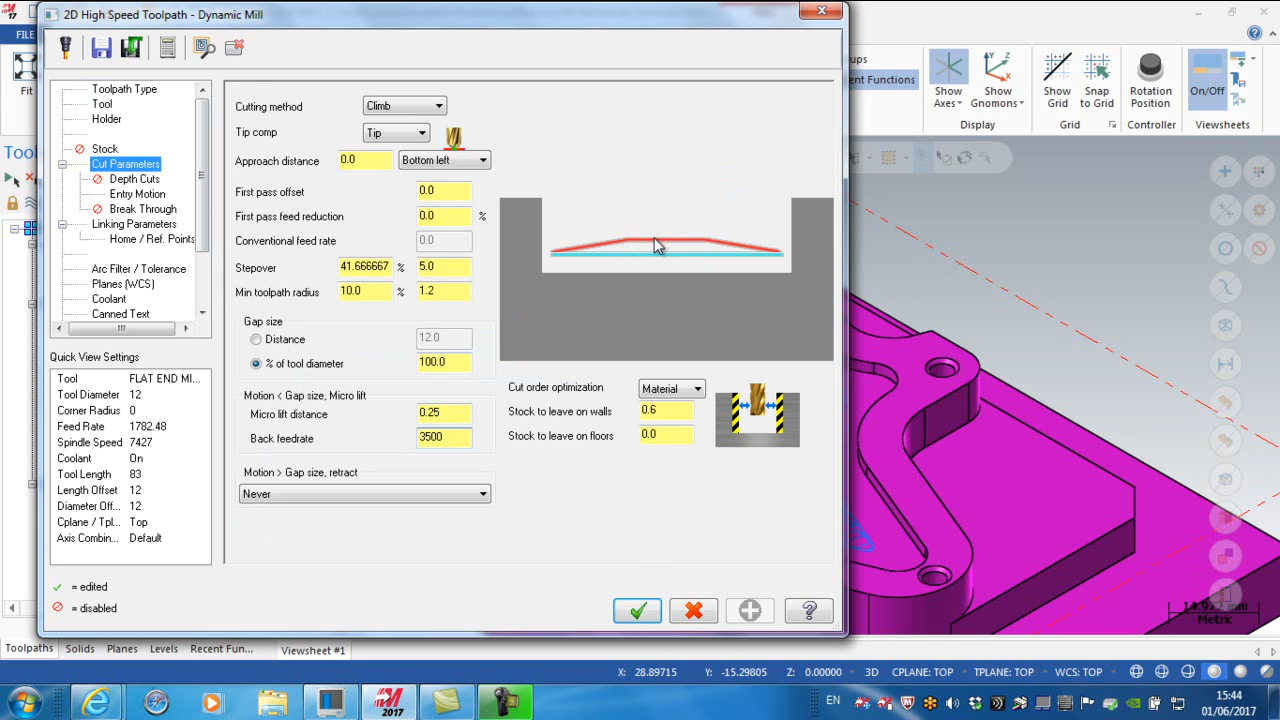 17
2D High Speed Toolpath - Dynamic Mill
FILE
Fit
Toolpath Type
Tool
Holder
Stock
Cut Parameters
Depth Cuts
Entry Motion
Break Through
Linking Parameters
Home / Ref. Points
Arc Filter / Tolerance
Planes (WCS)
Coolant
Canned Text
Quick View Settings
Tool FLAT END MI...
Tool Diameter 12
Corner Radius 0
Feed Rate 1782.48
Spindle Speed 7427
Coolant On
Tool Length 83
Length Offset 12
Diameter Off... 12
Cplane / Tpl... Top
Axis Combin... Default
= edited
= disabled
Cutting method Climb
Tip comp Tip
Approach distance 0.0 Bottom left
First pass offset 0.0
First pass feed reduction 0.0 %
Conventional feed rate 0.0
Stepover 41.666667 % 5.0
Min toolpath radius 10.0 % 1.2
Gap size
Distance 12.0
% of tool diameter 100.0
Motion < Gap size, Micro lift
Micro lift distance 0.25
Back feedrate 3500
Motion > Gap size, retract
Never
Cut order optimization Material
Stock to leave on walls 0.6
Stock to leave on floors 0.0
ups
ent Functions
Show Axes
Show Gnomons
Show Grid
Snap to Grid
Rotation Position
On/Off
Display
Grid
Controller
Viewsheets
Metric
Toolpaths Solids Planes Levels Recent Fun... Viewsheet #1
X: 28.89715 Y: -15.29805 Z: 0.00000 3D CPLANE: TOP TPLANE: TOP WCS: TOP
2017
EN
15:44
01/06/2017